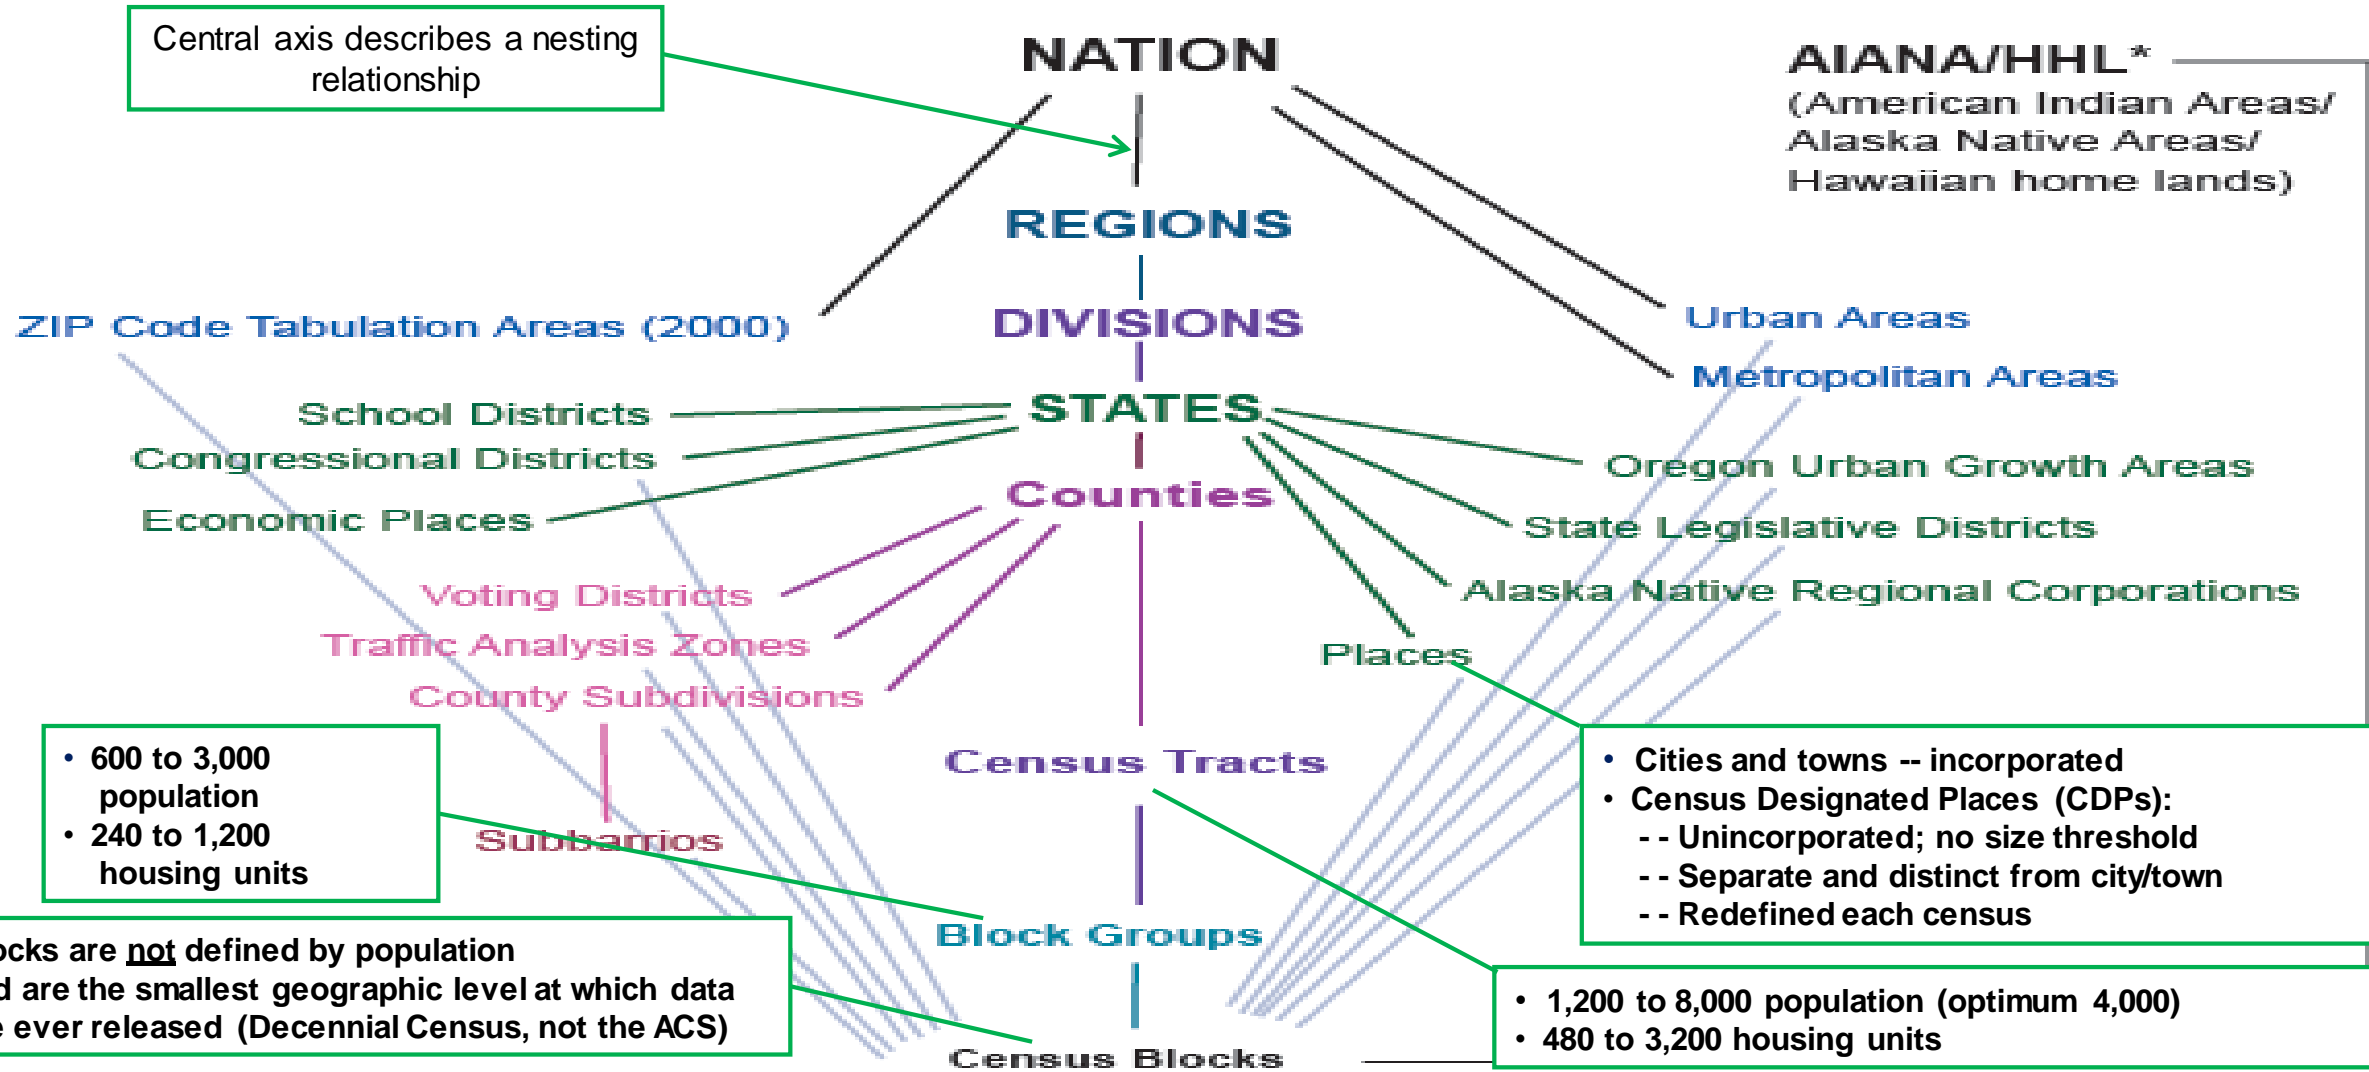 Central axis describes a nesting
relationship
NATION
AIANA/HHL*
(American Indian Areas/
Alaska Native Areas/
Hawaiian home lands)
REGIONS
ZIP Code Tabulation Areas (2000)
DIVISIONS
Urban Areas
Metropolitan Areas
School Districts
STATES
Congressional Districts
Oregon Urban Growth Areas
Economic Places
Counties
State Legislative Districts
Voting Districts
Alaska Native Regional Corporations
Traffic Analysis Zones
Places
County Subdivisions
• 600 to 3,000
population
• 240 to 1,200
housing units
Census Tracts
• Cities and towns -- incorporated
• Census Designated Places (CDPs):
- - Unincorporated; no size threshold
- - Separate and distinct from city/town
- - Redefined each census
Subbarrios
Block Groups
ocks are not defined by population
d are the smallest geographic level at which data
e ever released (Decennial Census, not the ACS)
• 1,200 to 8,000 population (optimum 4,000)
• 480 to 3,200 housing units
Census Blocks